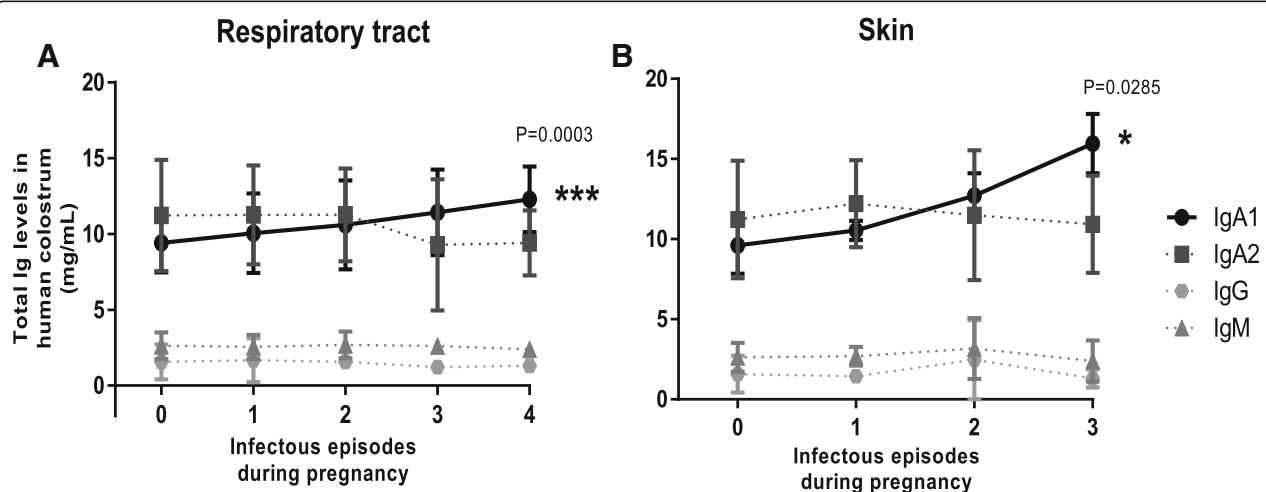 Respiratory tract
A
20
15
10
5
0
Total Ig levels in
human colostrum
(mg/mL)
P=0.0003
***
0 1 2 3 4
Infectous episodes
during pregnancy
Skin
B
20
15
10
5
0
P=0.0285
*
0 1 2 3
Infectous episodes
during pregnancy
IgA1
IgA2
IgG
IgM